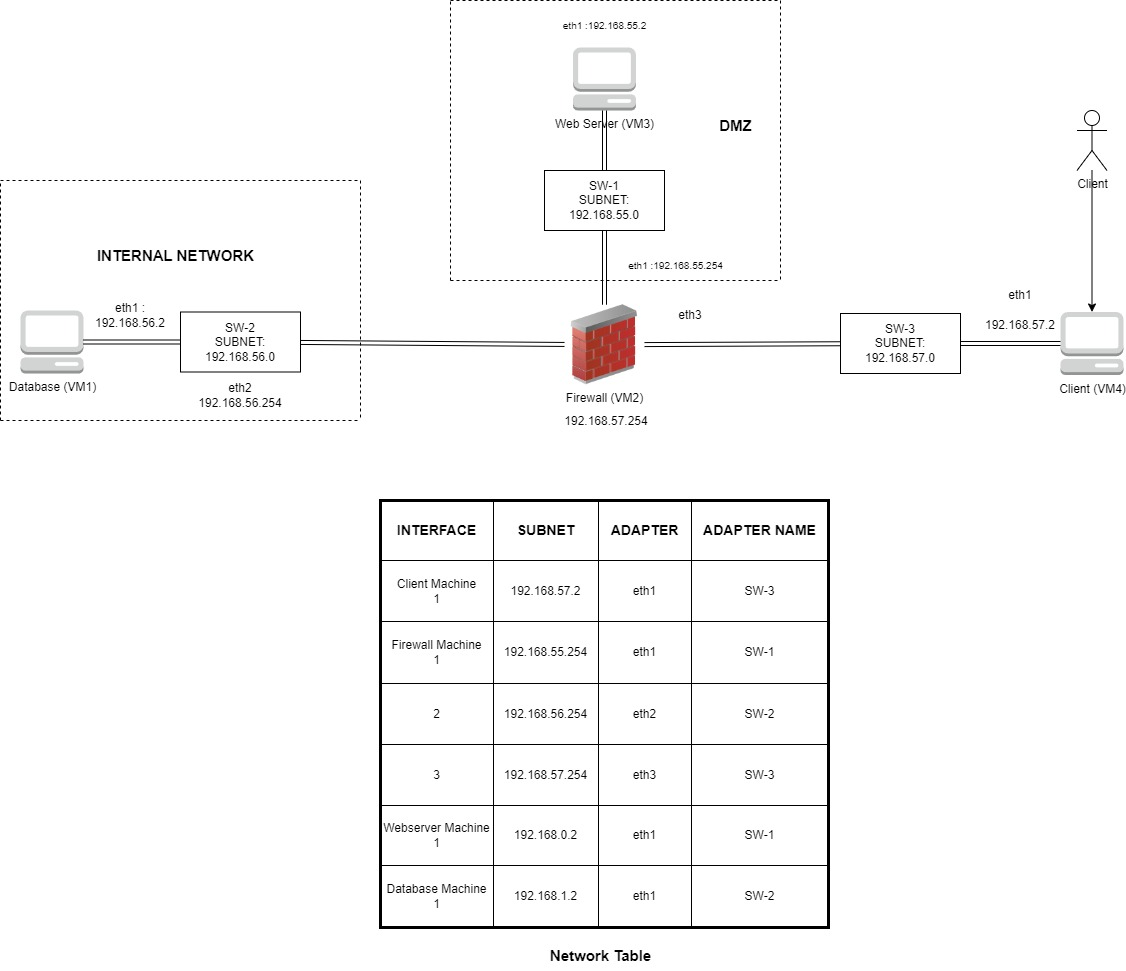 eth1 :192.168.55.2
Web Server (VM3)
DMZ
SW-1
SUBNET:
192.168.55.0
eth1 :192.168.55.254
Client
INTERNAL NETWORK
eth1 :
192.168.56.2
SW-2
SUBNET:
192.168.56.0
eth2
192.168.56.254
Database (VM1)
eth3
Firewall (VM2)
192.168.57.254
SW-3
SUBNET:
192.168.57.0
eth1
192.168.57.2
Client (VM4)
INTERFACE SUBNET ADAPTER ADAPTER NAME
Client Machine
1 192.168.57.2 eth1 SW-3
Firewall Machine
1 192.168.55.254 eth1 SW-1
2 192.168.56.254 eth2 SW-2
3 192.168.57.254 eth3 SW-3
Webserver Machine
1 192.168.0.2 eth1 SW-1
Database Machine
1 192.168.1.2 eth1 SW-2
Network Table